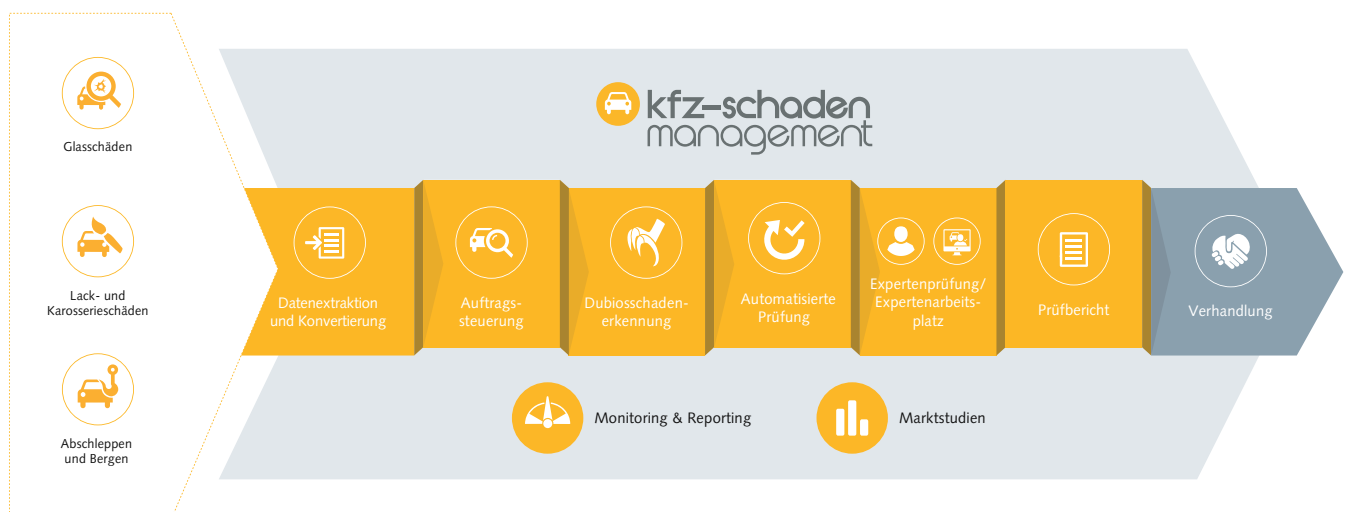 Glasschäden
Lack- und
Karosserieschäden
Abschleppen
und Bergen
kfz-schaden
management
Datenextraktion
und Konvertierung
Auftrags-
steuerung
Dubiosschaden-
erkennung
Automatisierte
Prüfung
Expertenprüfung/
Expertenarbeits-
platz
Prüfbericht
Verhandlung
Monitoring & Reporting
Marktstudien